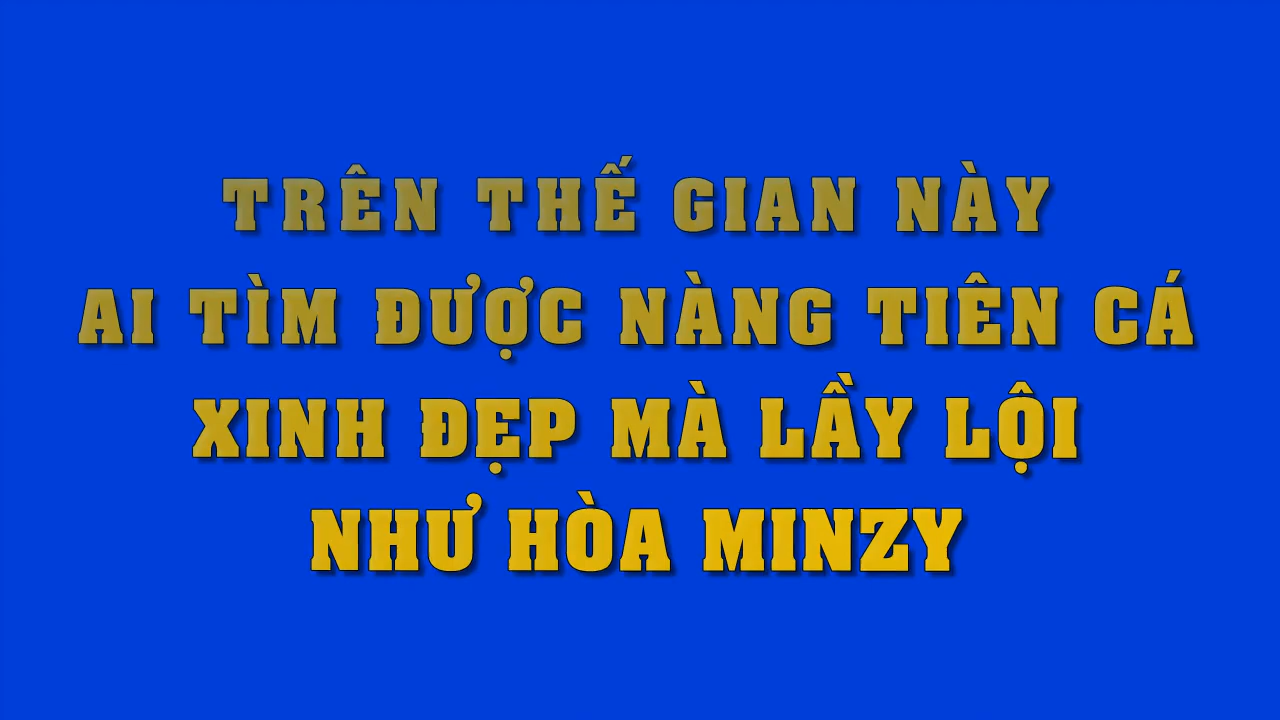 TRÊN THẾ GIAN NÀY
AI TÌM ĐƯỢC NÀNG TIÊN CÁ
XINH ĐẸP MÀ LẦY LỘI
NHƯ HÒA MINZY